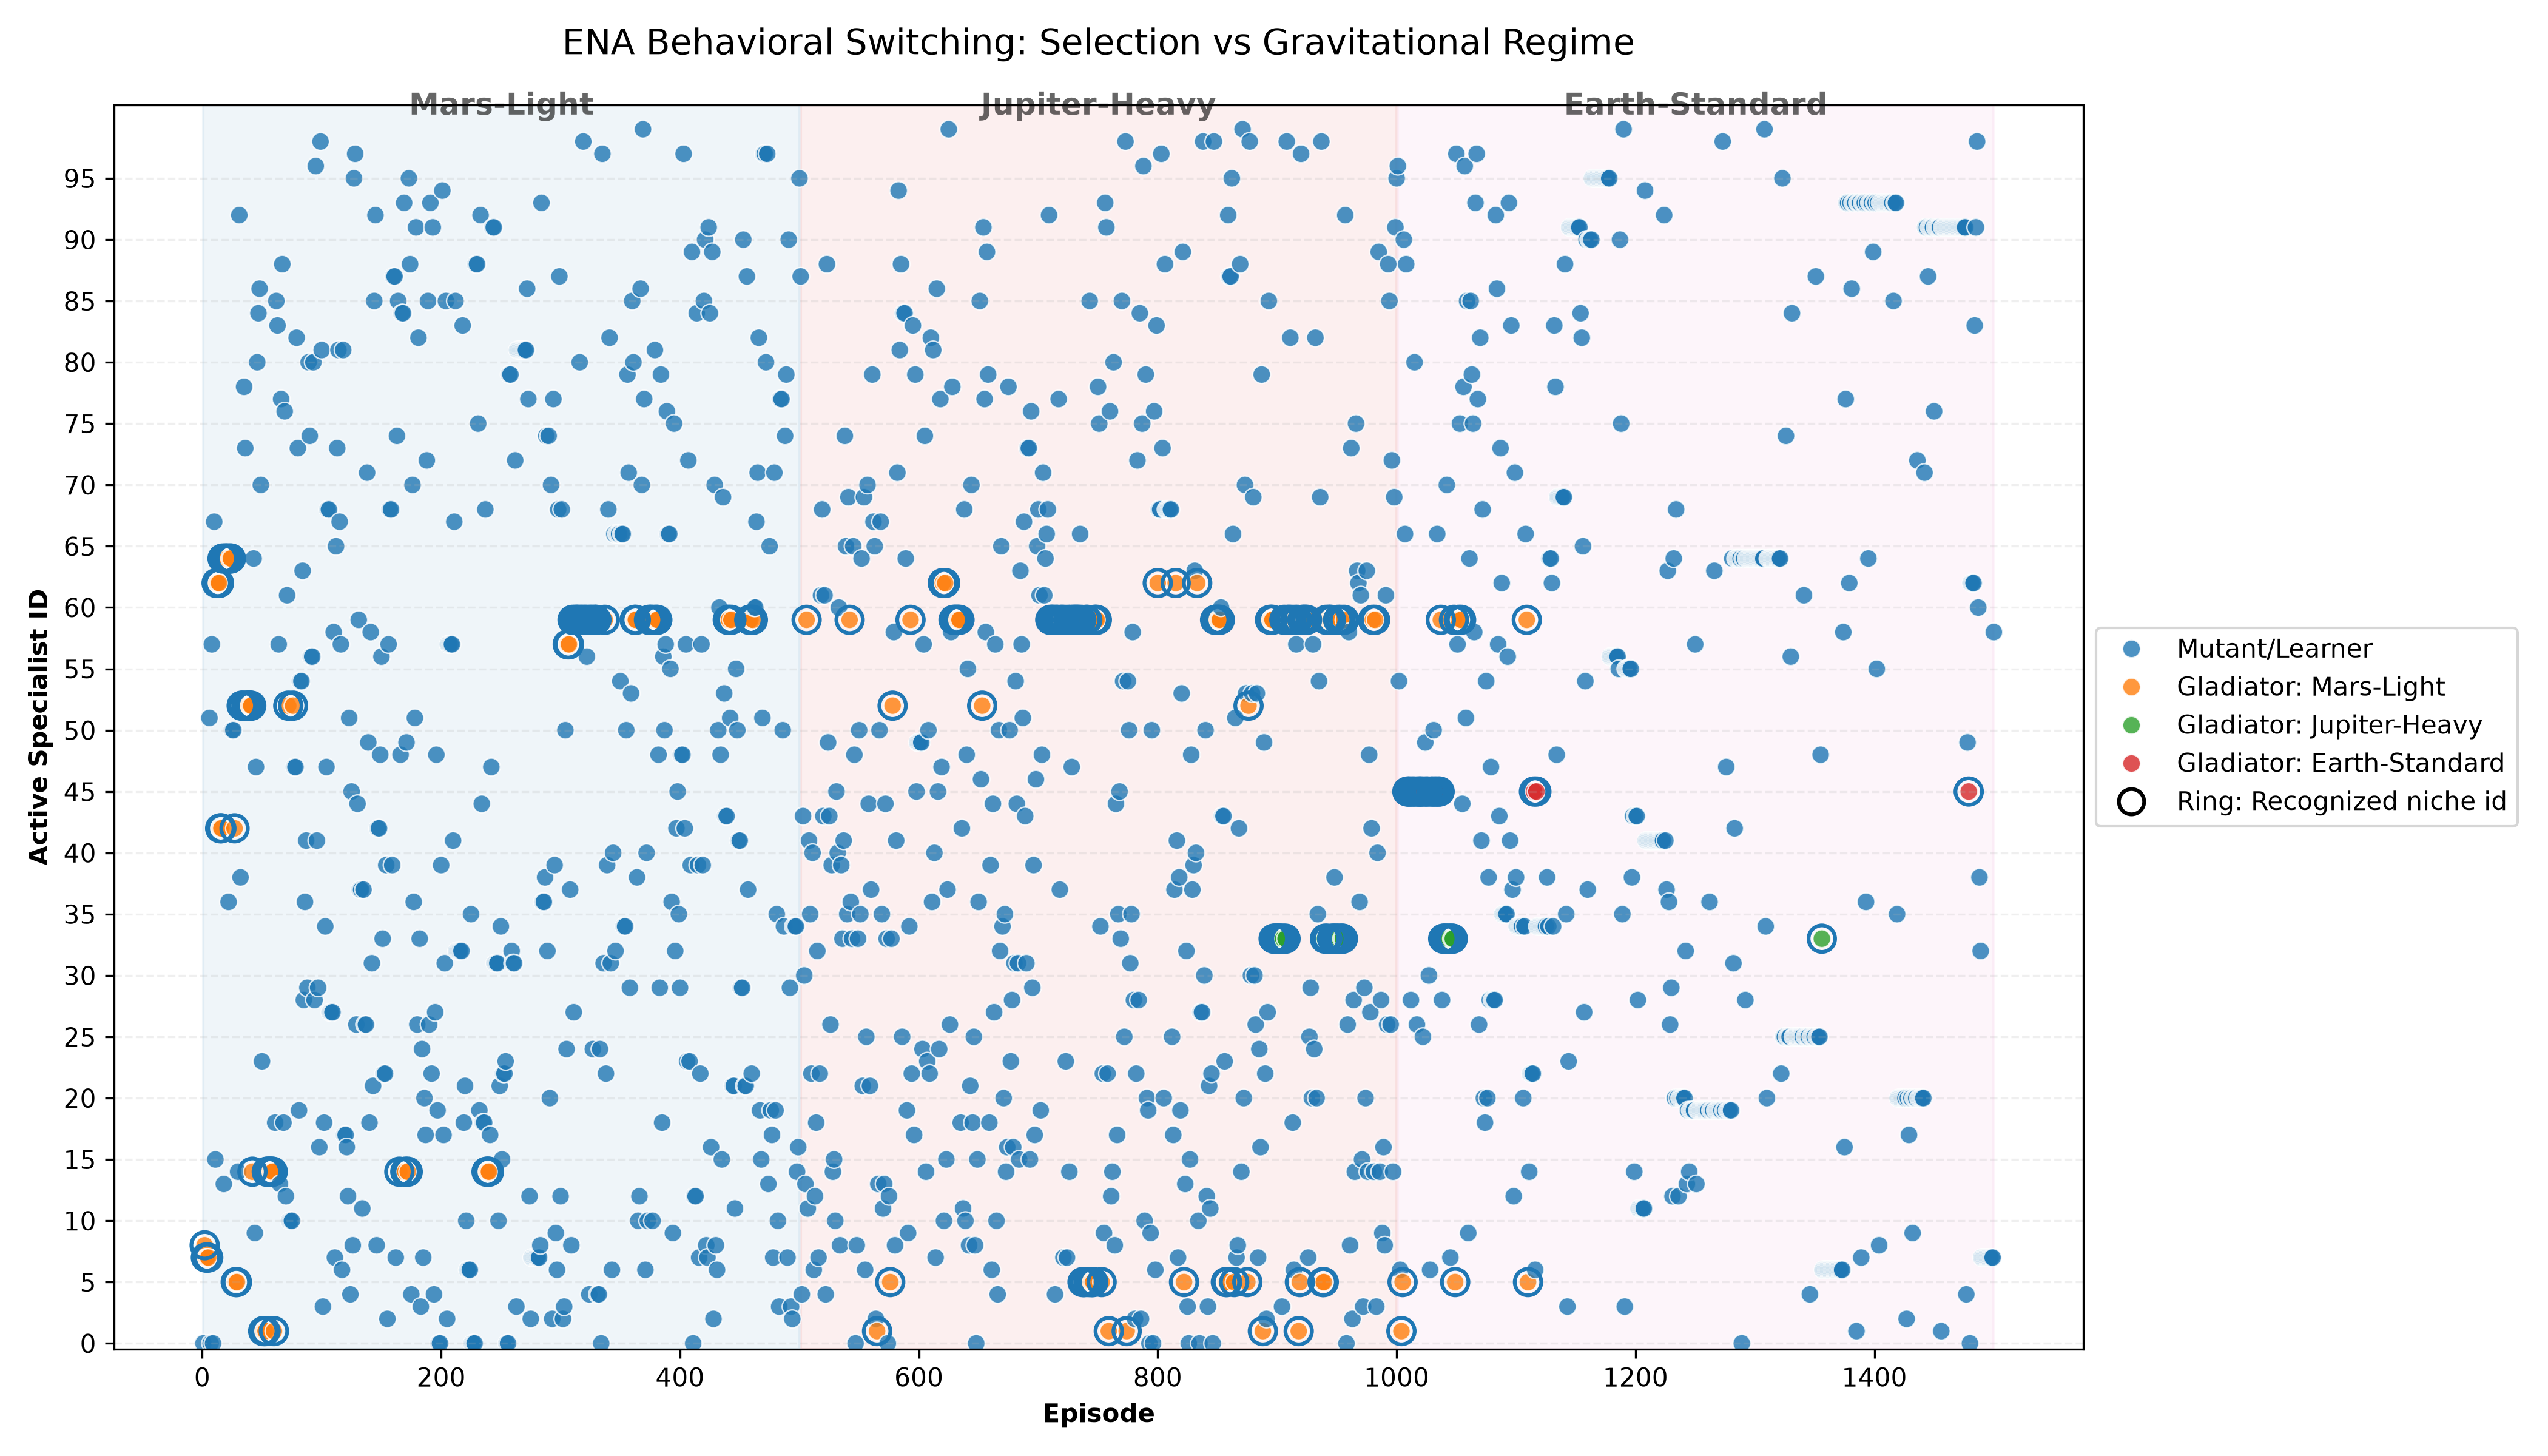 ENA Behavioral Switching: Selection vs Gravitational Regime
Mars-Light
Jupiter-Heavy
Earth-Standard
Active Specialist ID
95
90
85
80
75
70
65
60
55
50
45
40
35
30
25
20
15
10
5
0
0
200
400
600
800
1000
1200
1400
Episode
Mutant/Learner
Gladiator: Mars-Light
Gladiator: Jupiter-Heavy
Gladiator: Earth-Standard
Ring: Recognized niche id